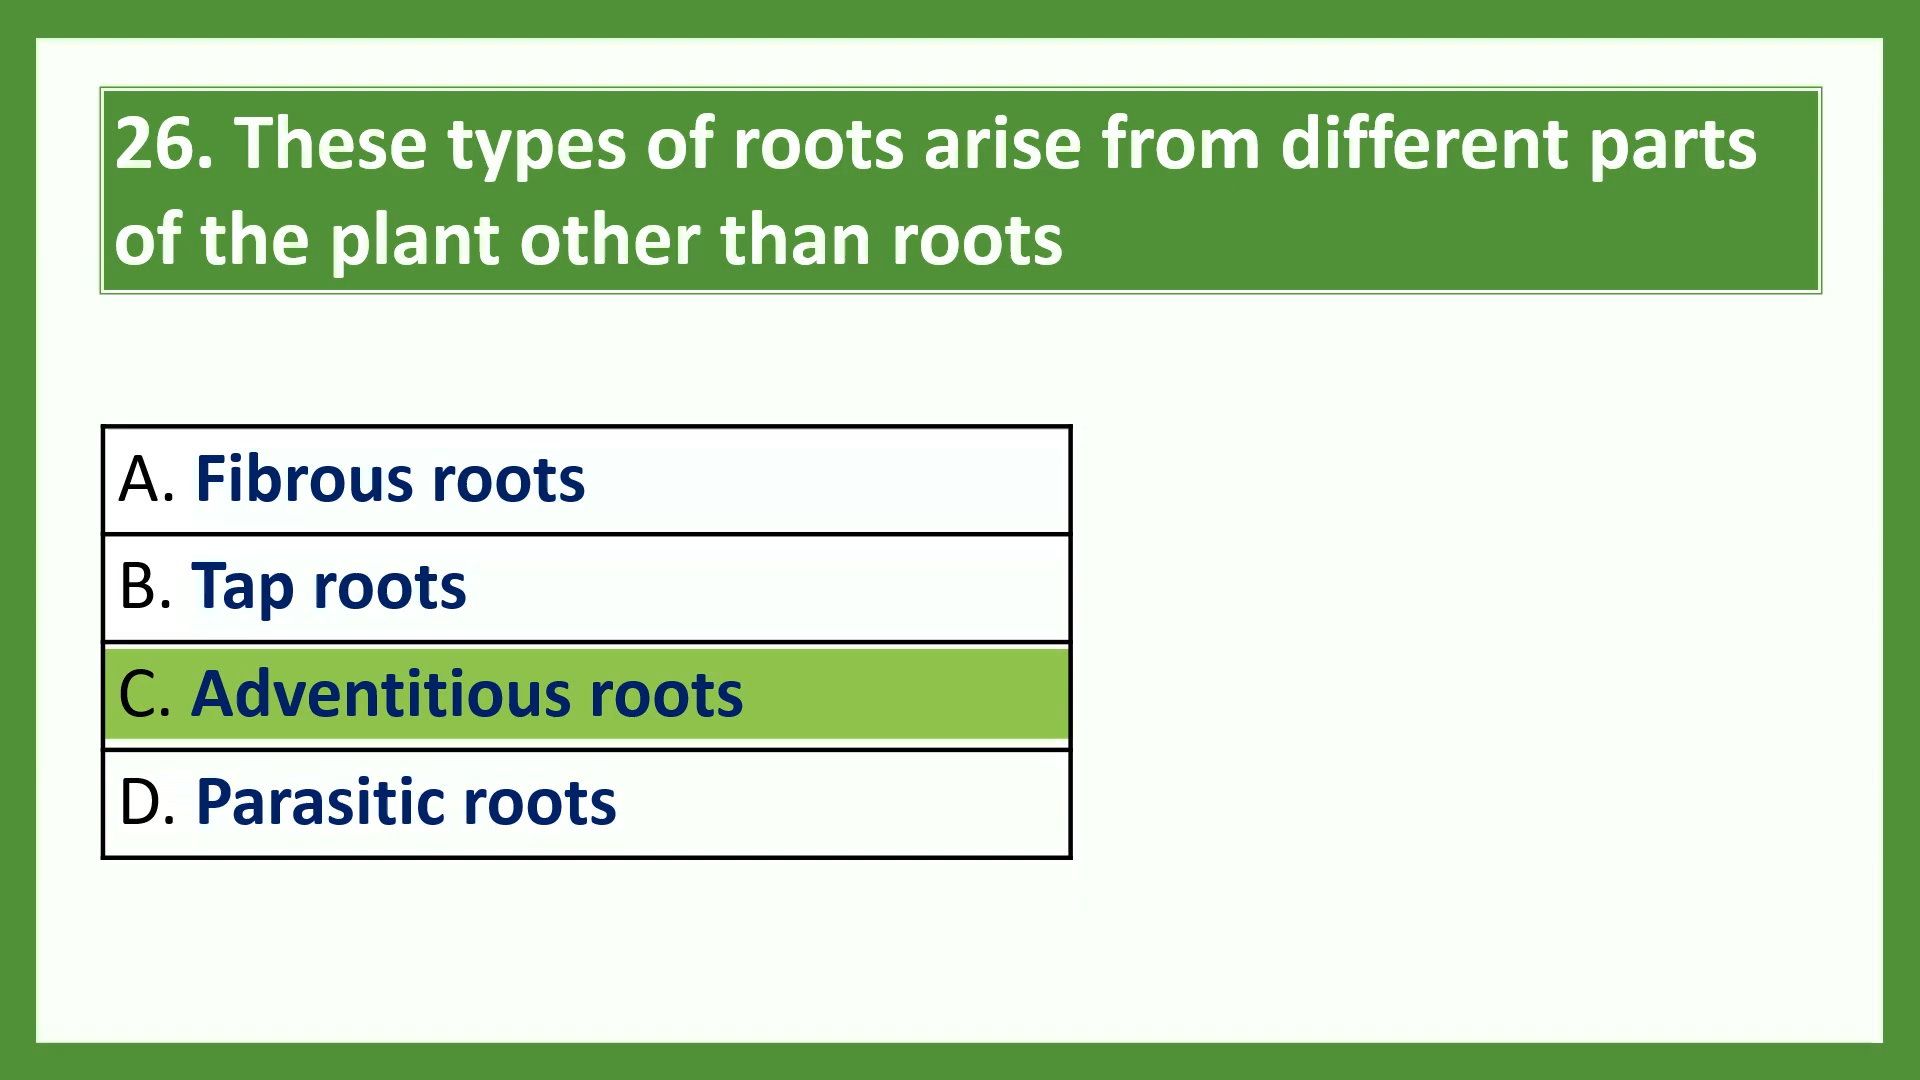 26. These types of roots arise from different parts
of the plant other than roots
A. Fibrous roots
B. Tap roots
C. Adventitious roots
D. Parasitic roots